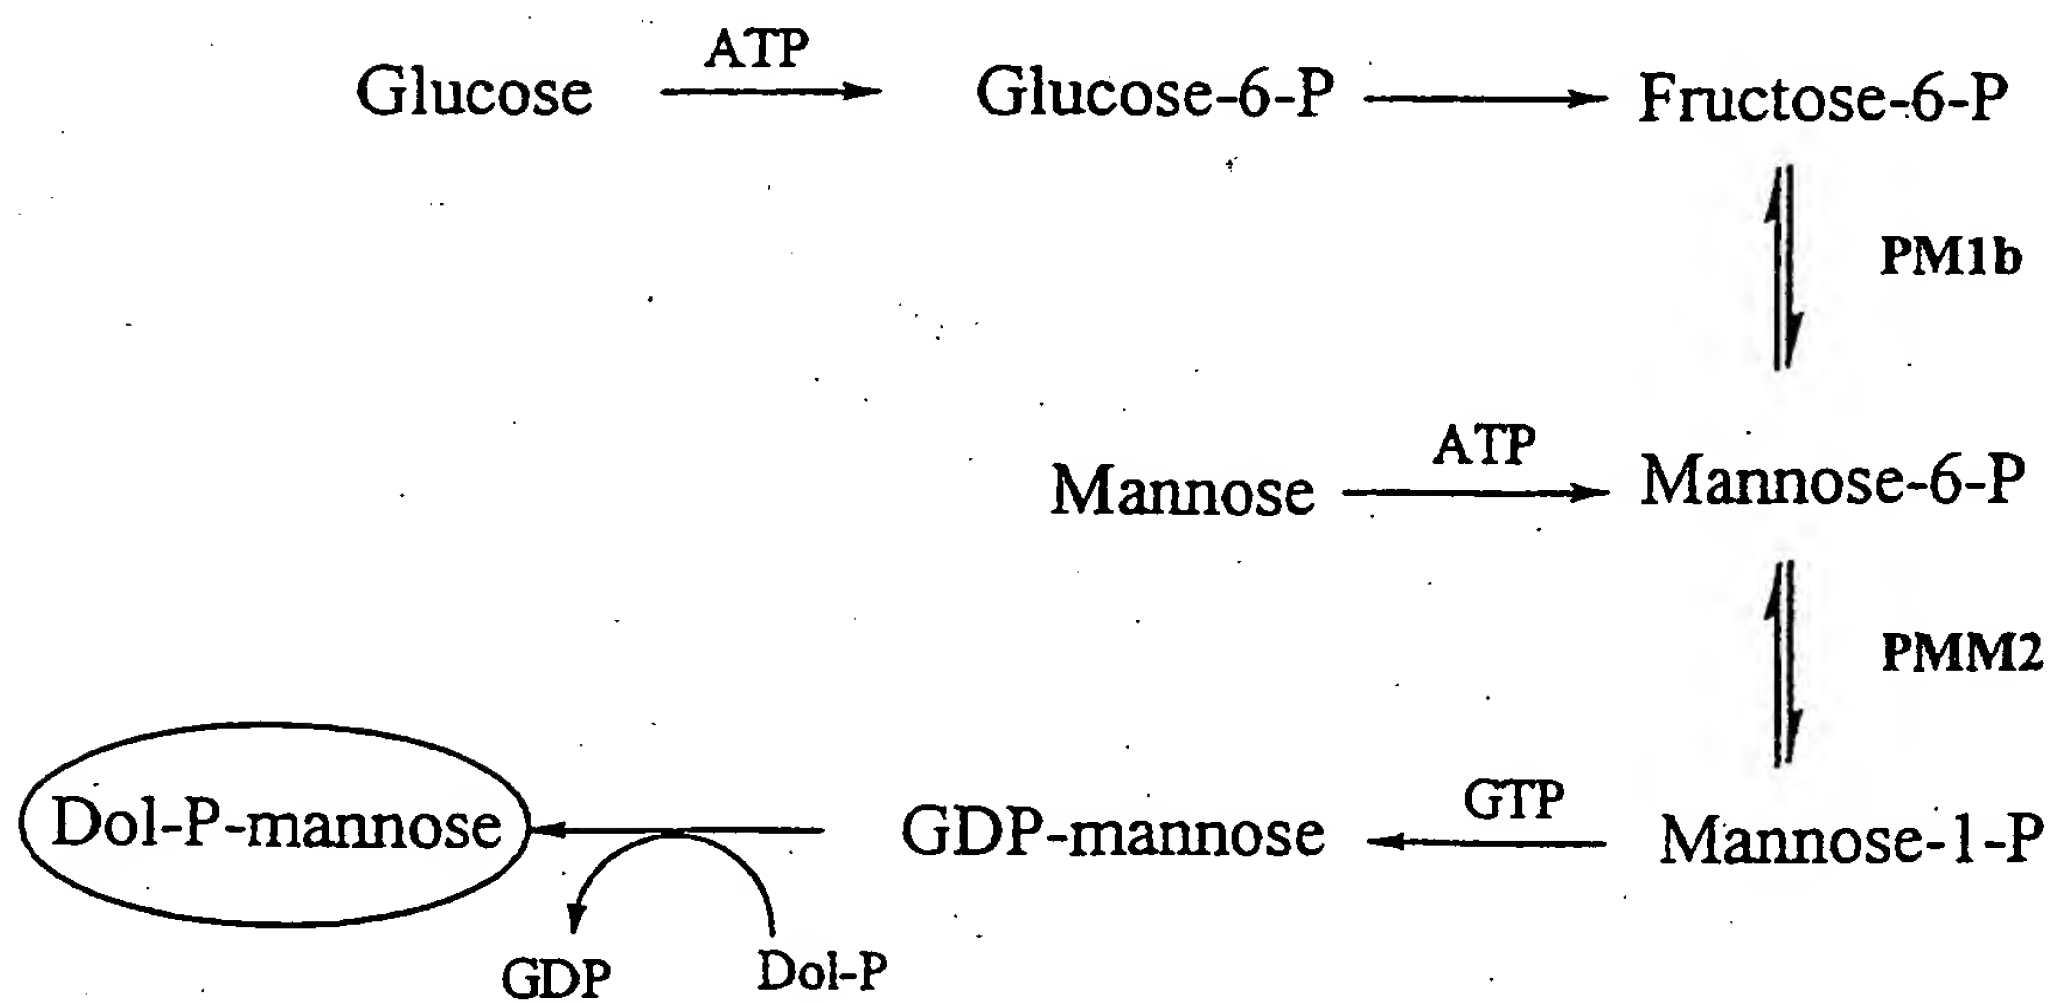 ATP
Glucose Glucose-6-P Fructose-6-P
PM1b
ATP
Mannose Mannose-6-P
PMM2
GTP
Dol-P-mannose GDP-mannose Mannose-1-P
GDP Dol-P